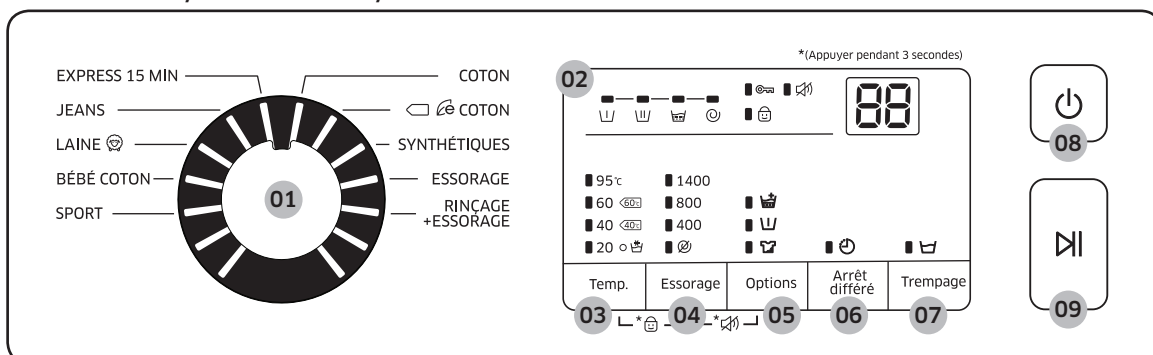 *(Appuyer pendant 3 secondes)
EXPRESS 15 MIN
JEANS
LAINE
BÉBÉ COTON
SPORT
01
COTON
é COTON
SYNTHÉTIQUES
ESSORAGE
RINÇAGE
+ESSORAGE
02
88
95℃ 1400
60 60℃ 800
40 40℃ 400
20
Temp. Essorage Options Arrêt différé Trempage
03 04 05 06 07
* *
08
09